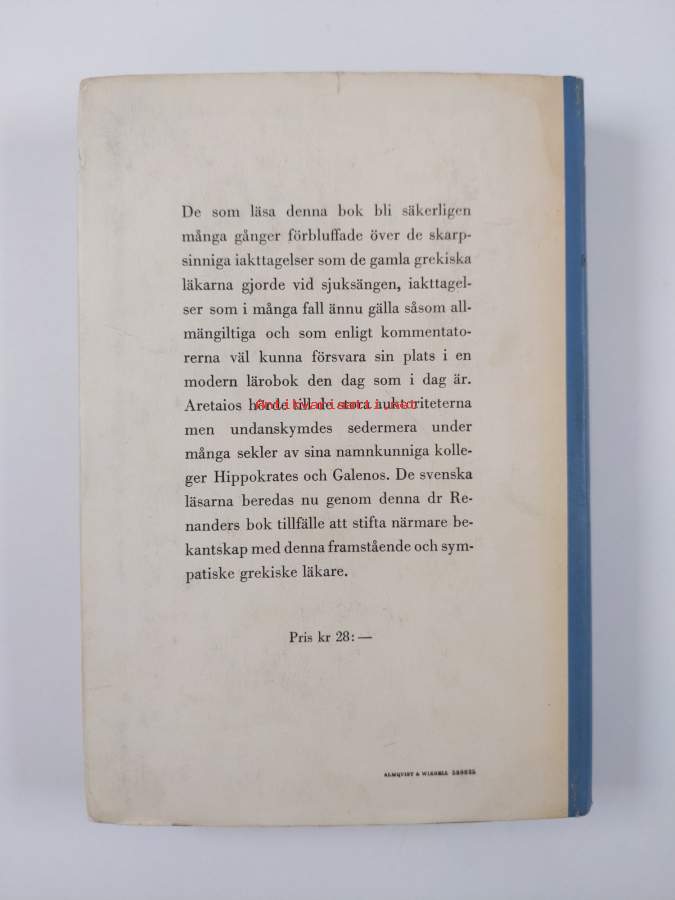 De som läsa denna bok bli säkerligen
många gånger förbluffade över de skarp-
sinniga iakttagelser som de gamla grekiska
läkarna gjorde vid sjuksängen, iakttagel-
ser som i många fall ännu gälla såsom all-
mängiltiga och som enligt kommentato-
rerna väl kunna försvara sin plats i en
modern lärobok den dag som i dag är.
Aretaios hörde till de stora auktoriteterna
men undanskymdes sedermera under
många sekler av sina namnkunniga kolle-
ger Hippokrates och Galenos. De svenska
läsarna beredas nu genom denna dr Re-
nanders bok tillfälle att stifta närmare be-
kantskap med denna framstående och sym-
patiske grekiske läkare.
Pris kr 28: —
ALMQVIST & WIKSELL